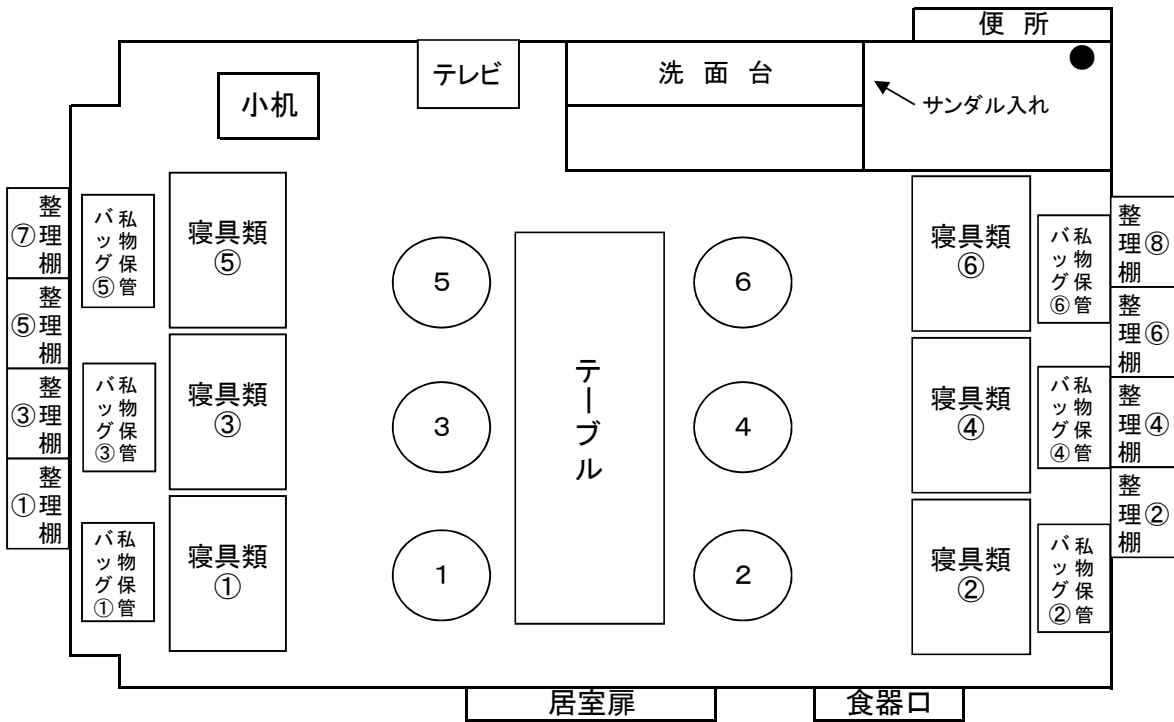 便 所
テレビ
洗 面 台
小机
サンダル入れ
整理棚⑦
私物保管
バッグ⑤
寝具類
⑤
5
6
寝具類
⑥
私物保管
バッグ⑥
整理棚⑧
整理棚⑤
整理棚⑥
整理棚③
私物保管
バッグ③
寝具類
③
3
テーブル
4
寝具類
④
私物保管
バッグ④
整理棚④
整理棚①
私物保管
バッグ①
寝具類
①
1
2
寝具類
②
私物保管
バッグ②
整理棚②
居室扉
食器口